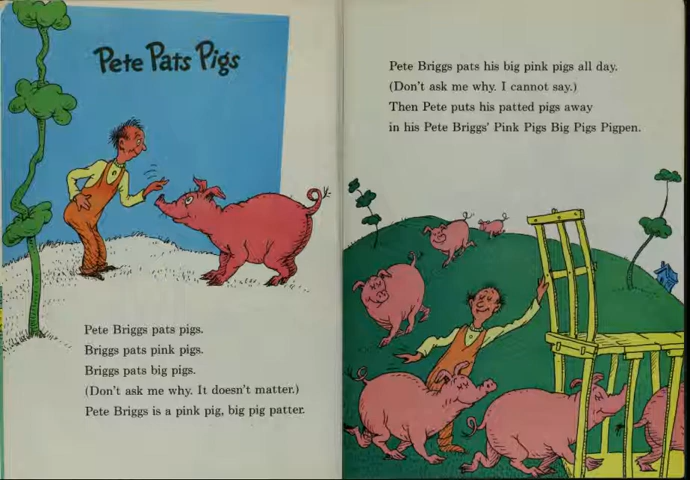 Pete Pats Pigs
Pete Briggs pats pigs.
Briggs pats pink pigs.
Briggs pats big pigs.
(Don't ask me why. It doesn't matter.)
Pete Briggs is a pink pig, big pig patter.
Pete Briggs pats his big pink pigs all day.
(Don't ask me why. I cannot say.)
Then Pete puts his patted pigs away
in his Pete Briggs' Pink Pigs Big Pigs Pigpen.